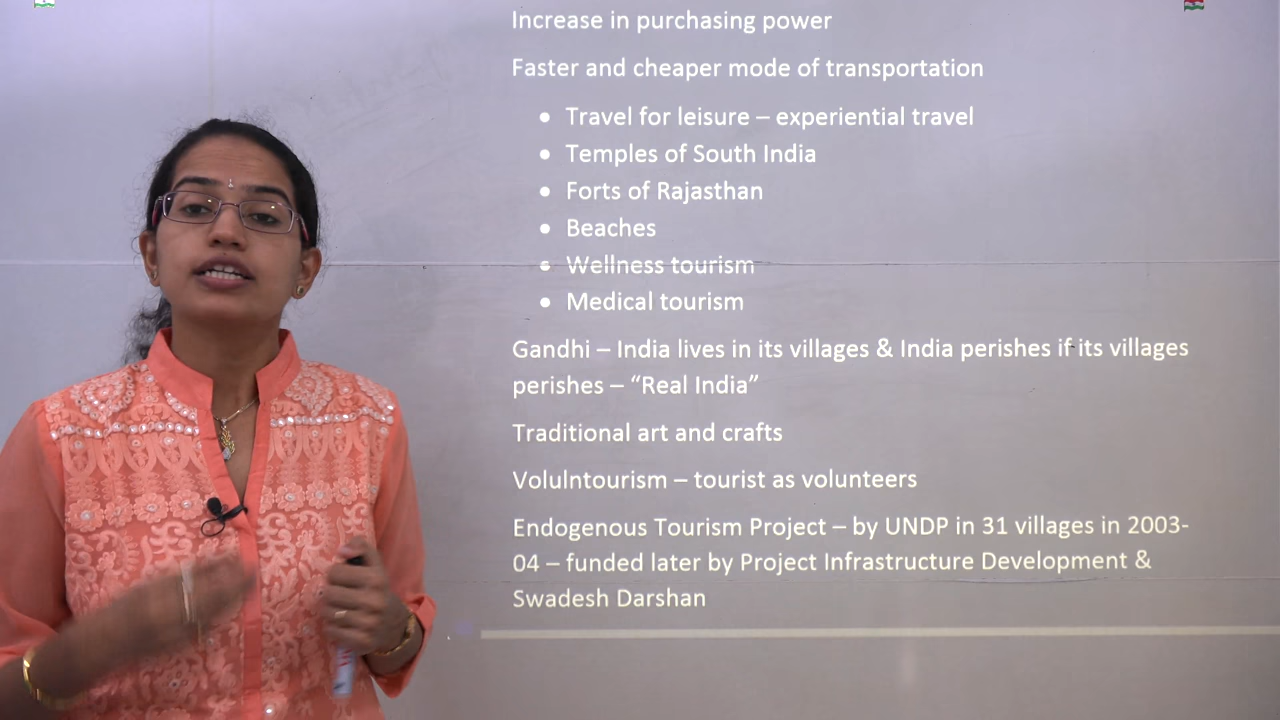 Increase in purchasing power
Faster and cheaper mode of transportation
• Travel for leisure – experiential travel
• Temples of South India
• Forts of Rajasthan
• Beaches
• Wellness tourism
• Medical tourism
Gandhi – India lives in its villages & India perishes if its villages
perishes – “Real India”
Traditional art and crafts
Volulntourism – tourist as volunteers
Endogenous Tourism Project – by UNDP in 31 villages in 2003-
04 – funded later by Project Infrastructure Development &
Swadesh Darshan